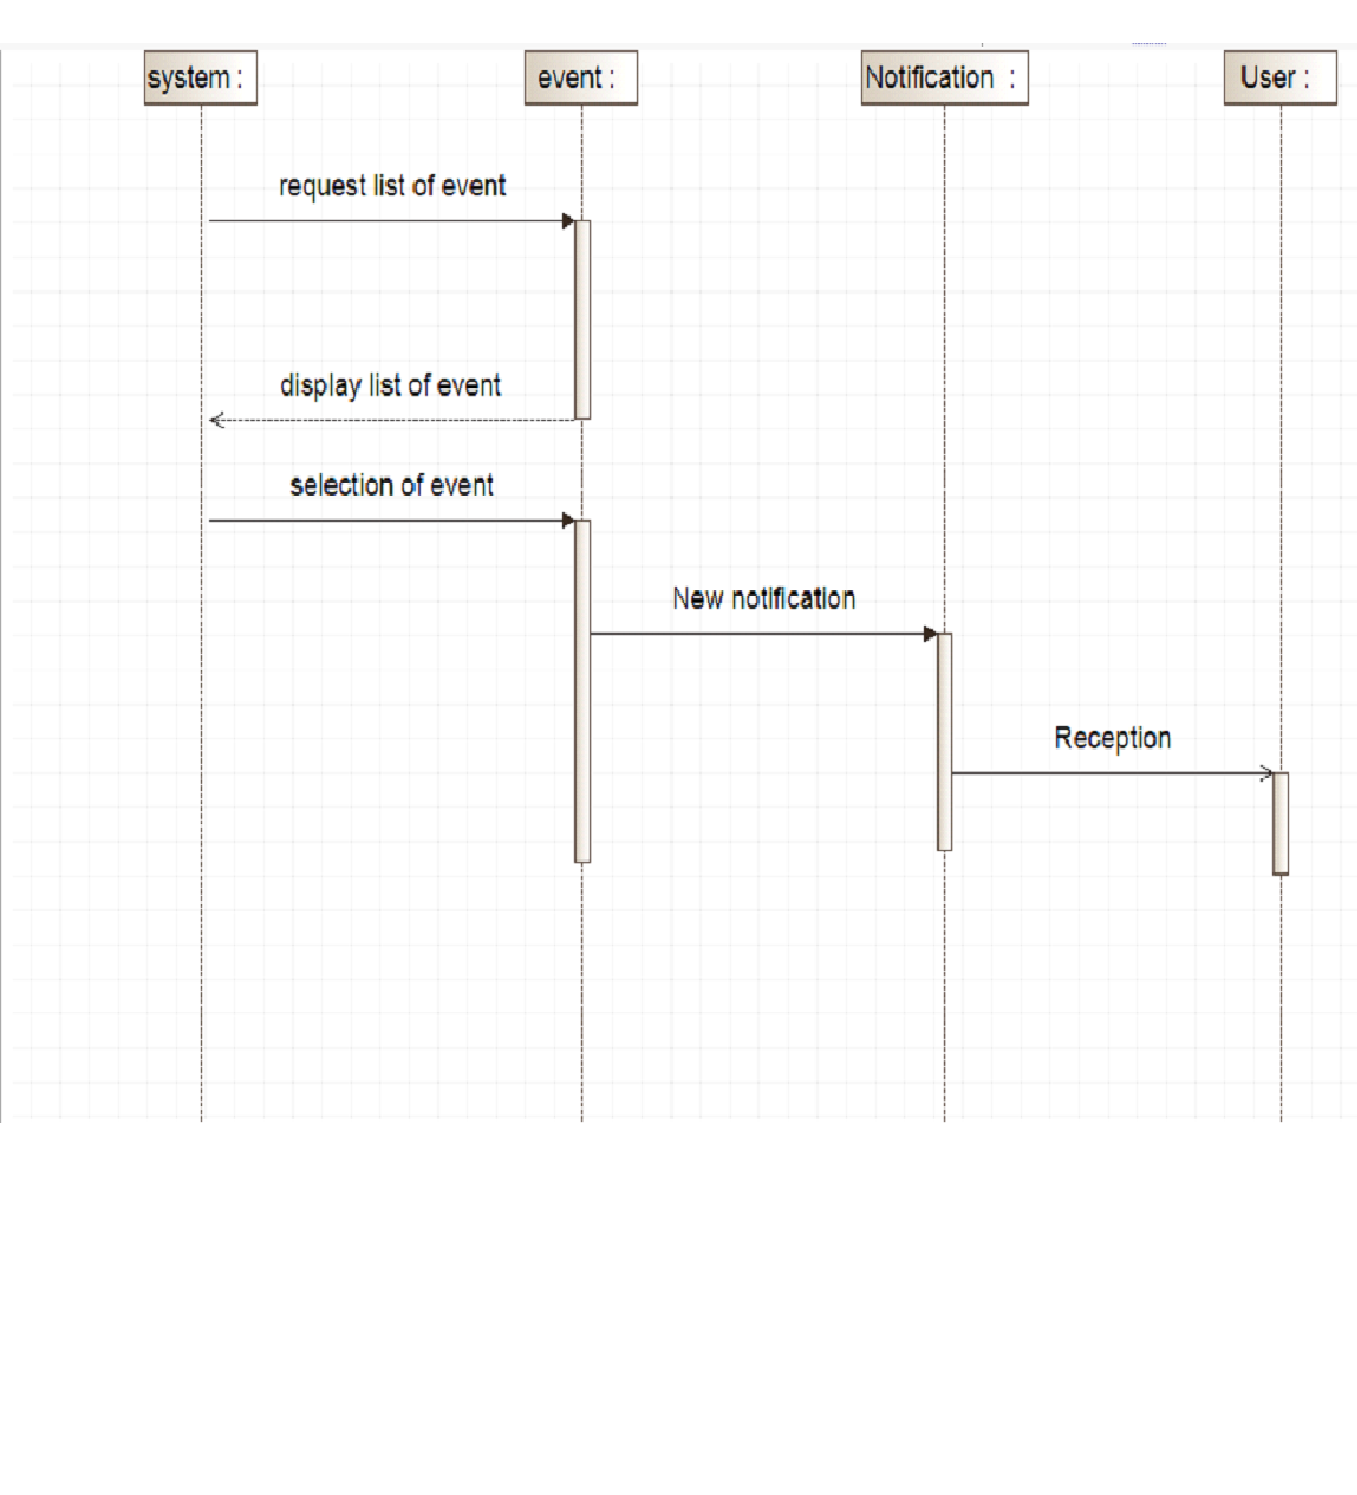 system :
event :
Notification :
User :
request list of event
display list of event
selection of event
New notification
Reception